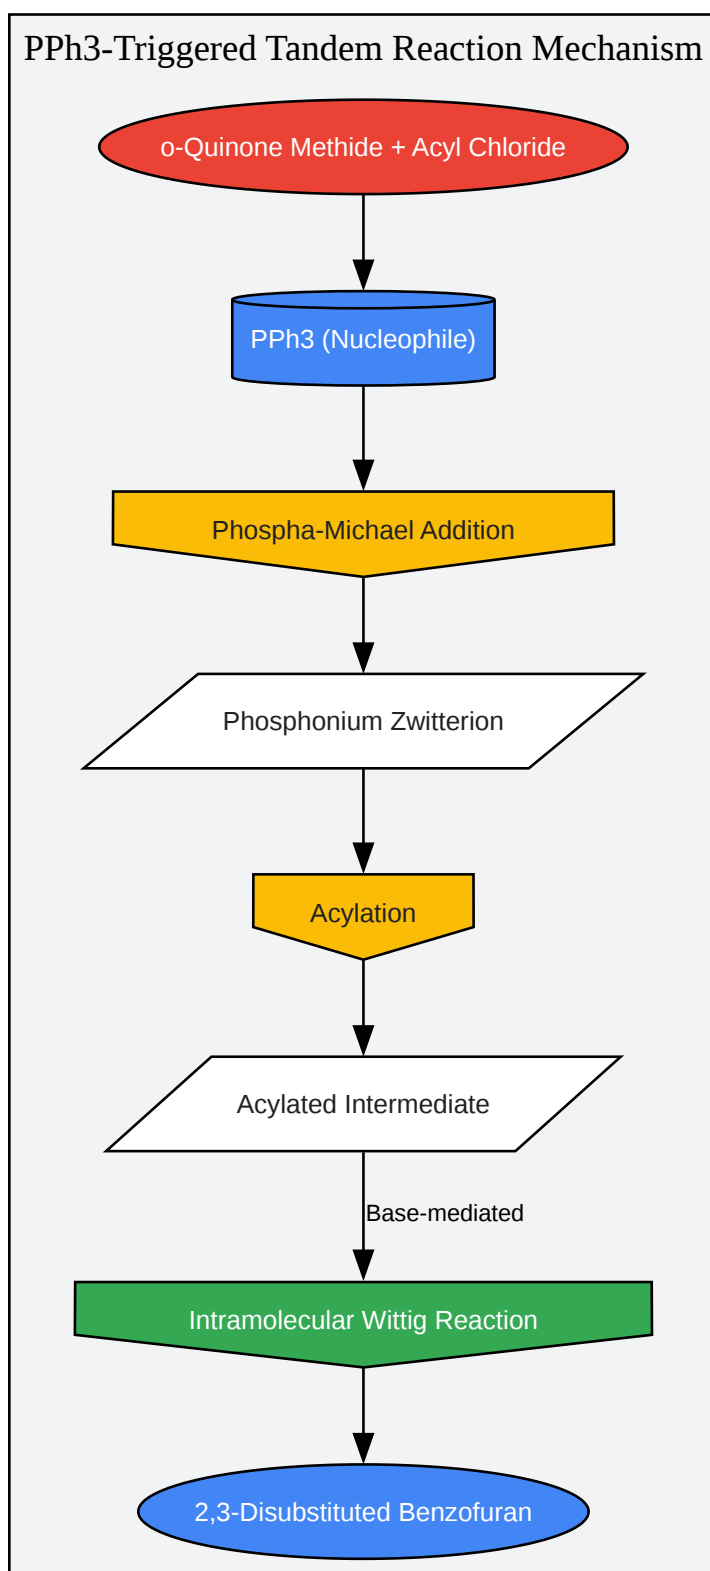 PPh3-Triggered Tandem Reaction Mechanism
o-Quinone Methide + Acyl Chloride
PPh3 (Nucleophile)
Phospha-Michael Addition
Phosphonium Zwitterion
Acylation
Acylated Intermediate
Base-mediated
Intramolecular Wittig Reaction
2,3-Disubstituted Benzofuran